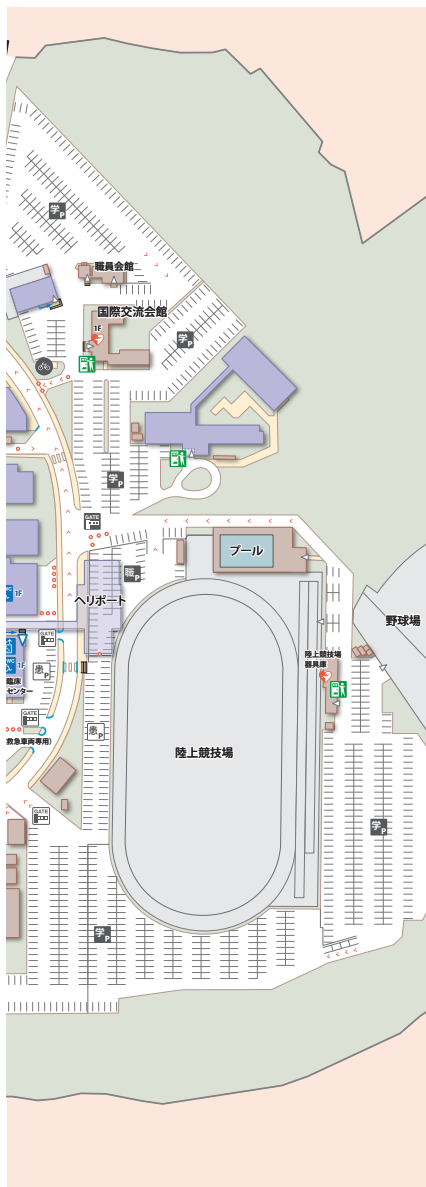 学P
職員会館
国際交流会館
1F
学P
学P
GATE
プール
職P
1F
ヘリポート
野球場
GATE
WC
1F
患P
陸上競技場
器具庫
臨床
センター
GATE
患P
(救急車両専用)
陸上競技場
GATE
学P
学P